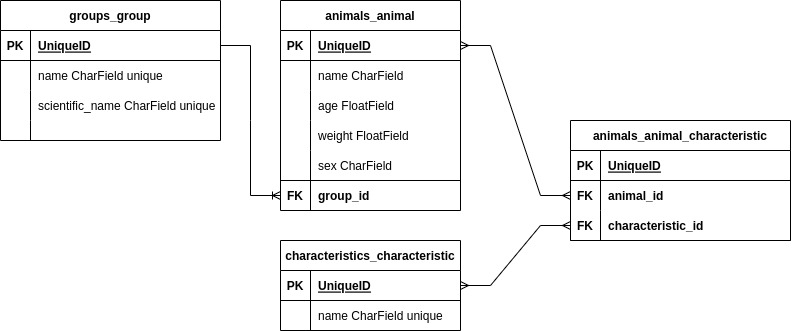 groups_group
PK UniqueID
name CharField unique
scientific_name CharField unique
animals_animal
PK UniqueID
name CharField
age FloatField
weight FloatField
sex CharField
FK group_id
animals_animal_characteristic
PK UniqueID
FK animal_id
FK characteristic_id
characteristics_characteristic
PK UniqueID
name CharField unique